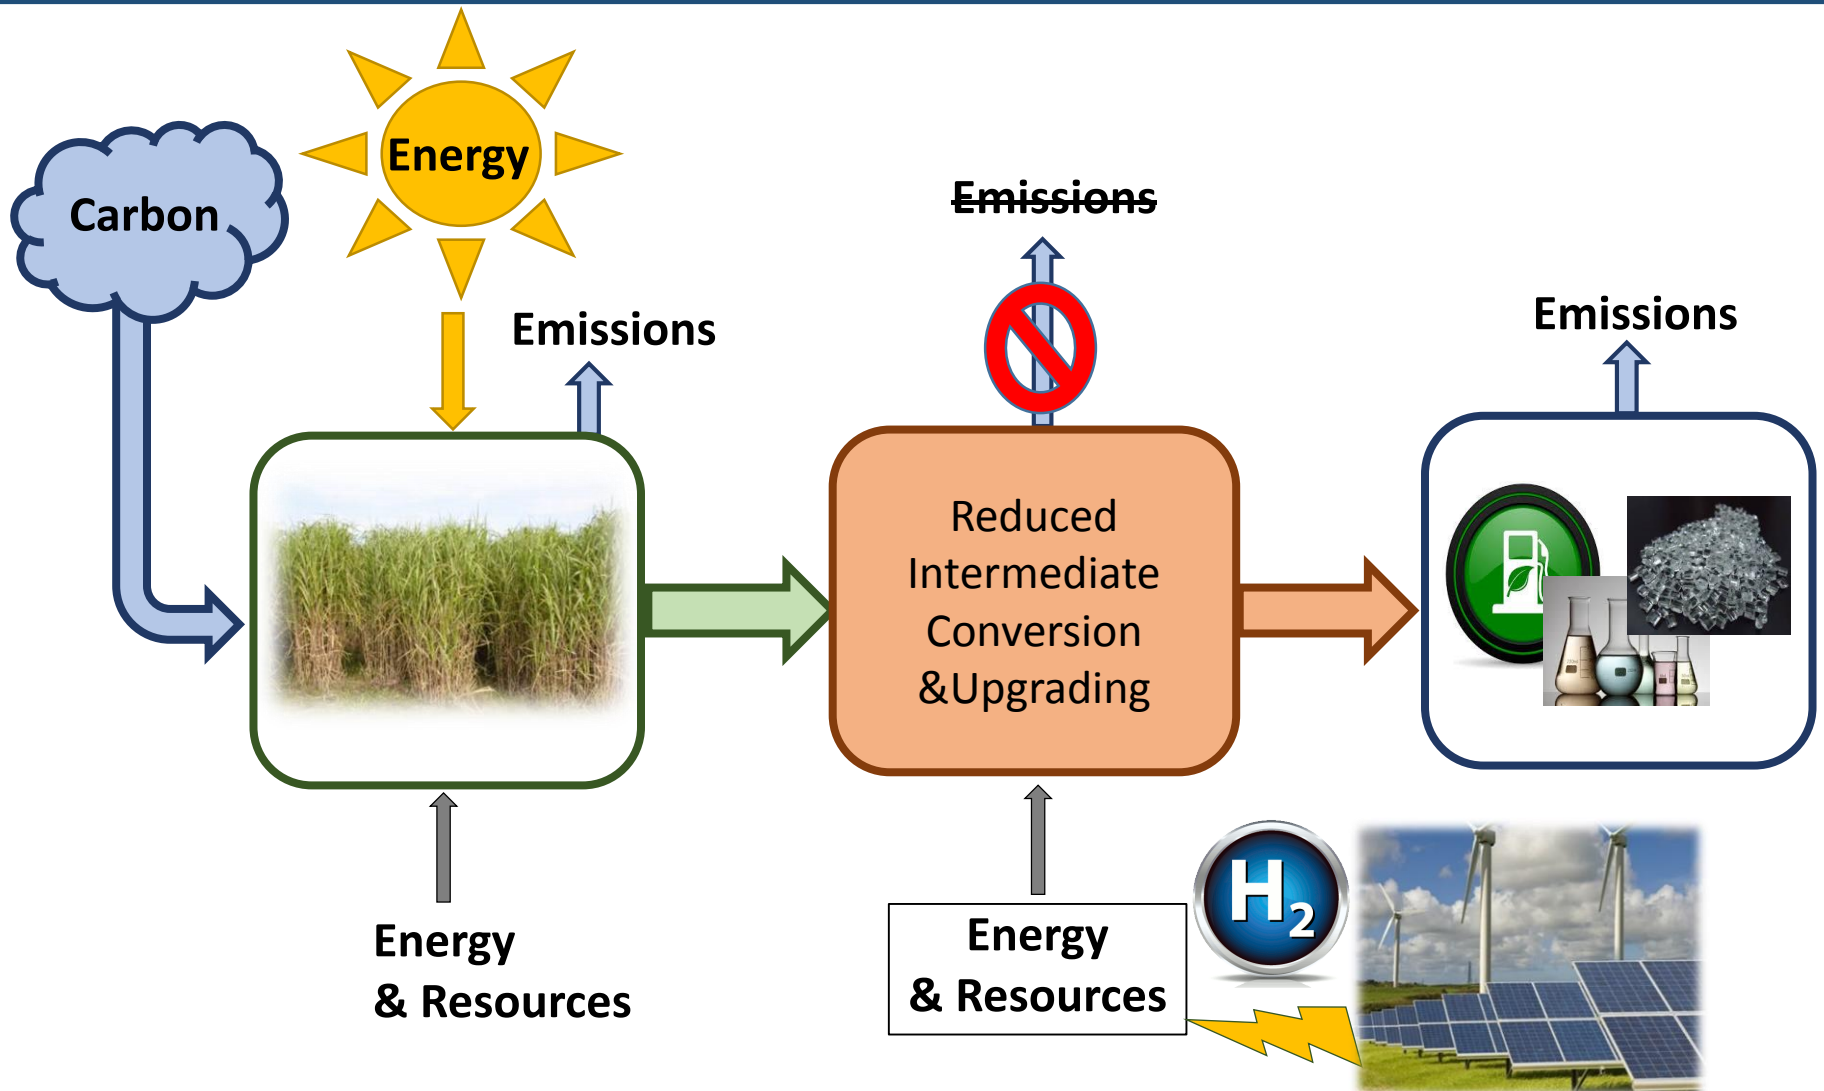 Energy
Carbon
Emissions
Emissions
Emissions
Reduced
Intermediate
Conversion
&Upgrading
Energy
& Resources
Energy
& Resources
H2